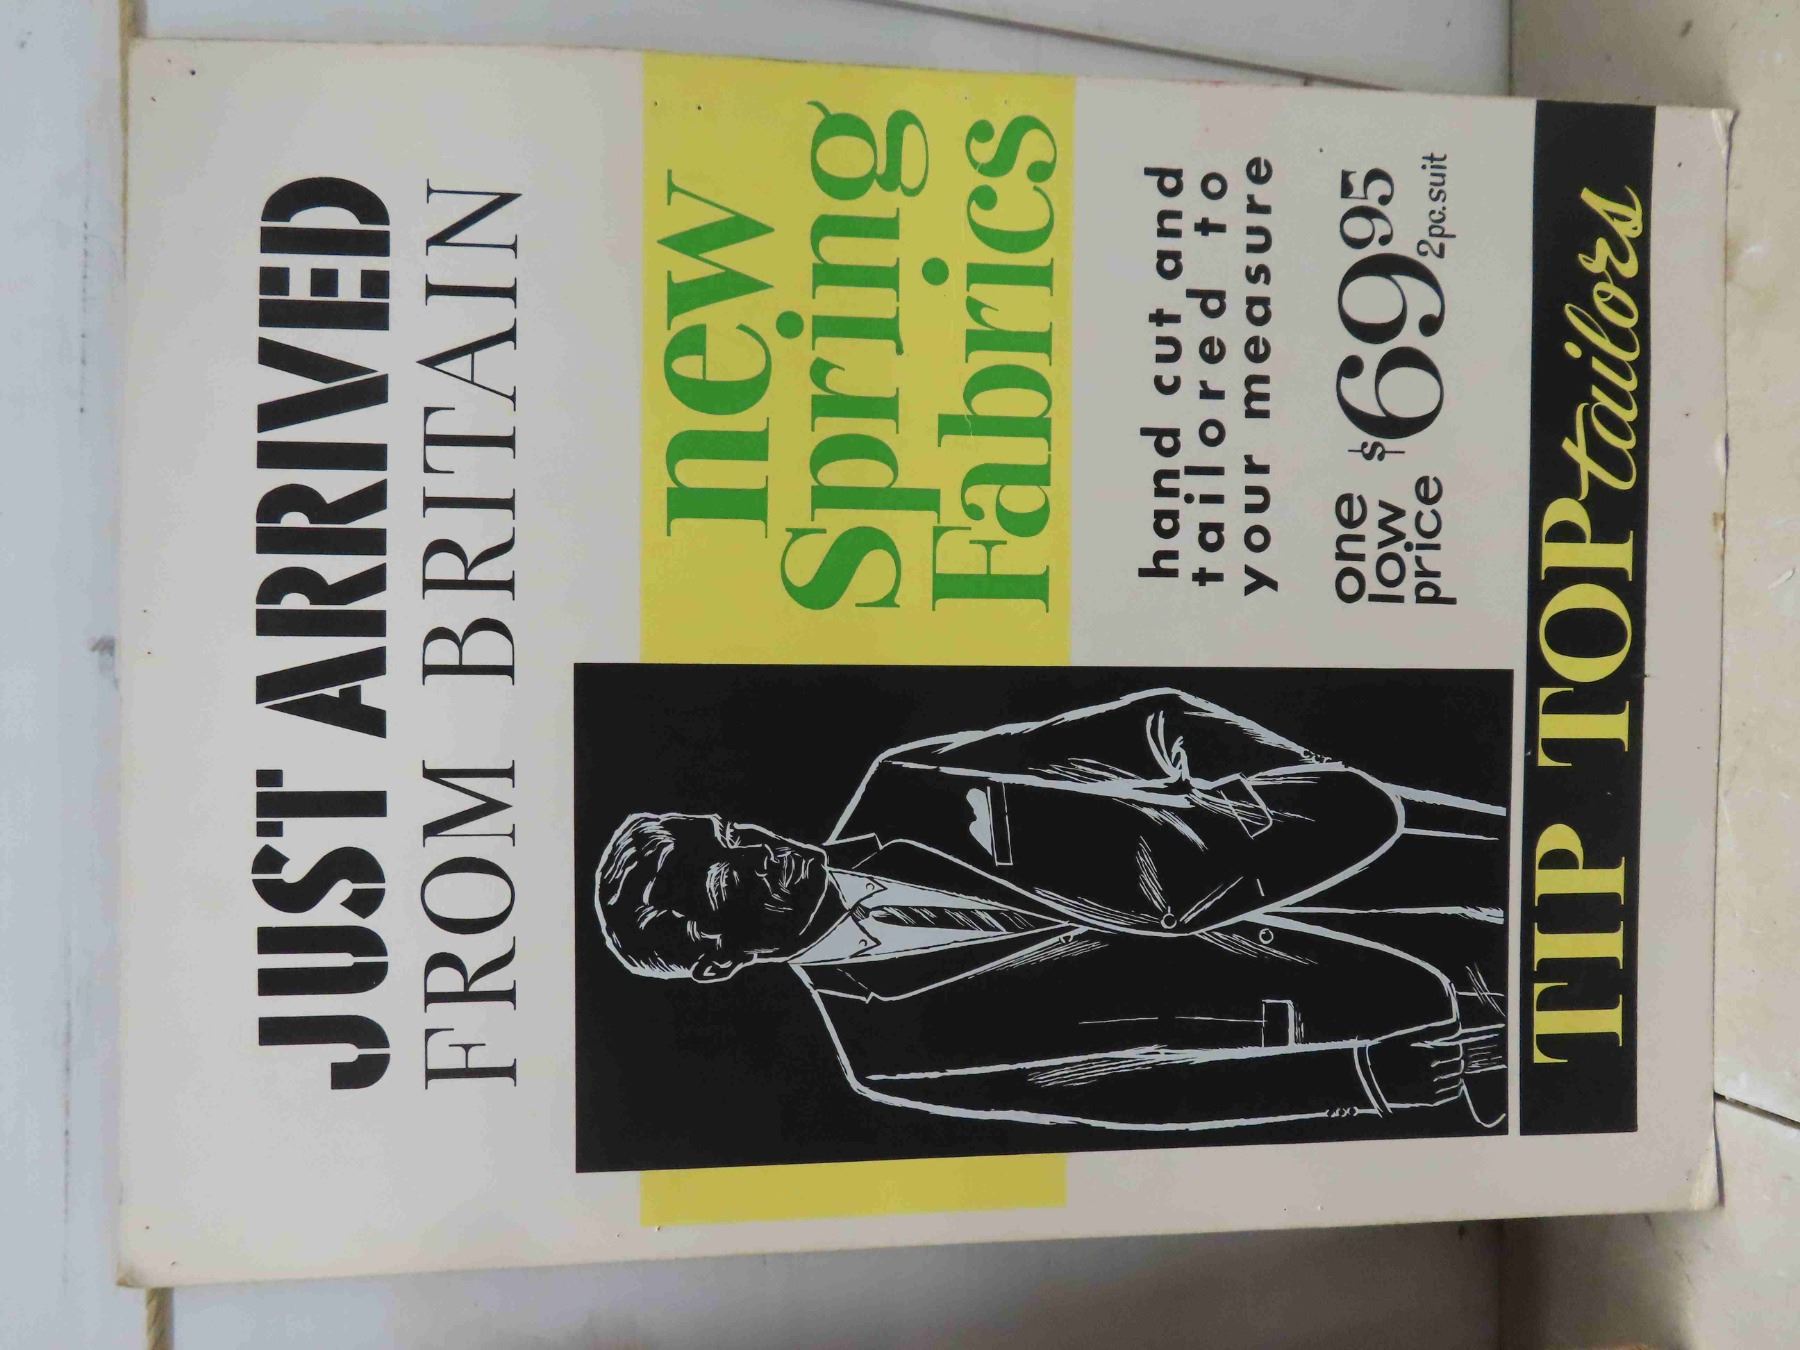 JUST ARRIVED
FROM BRITAIN
new
Spring
Fabrics
hand cut and
tailored to
your measure
one
low
price
$69.95
2pc.suit
TIP TOP tailors